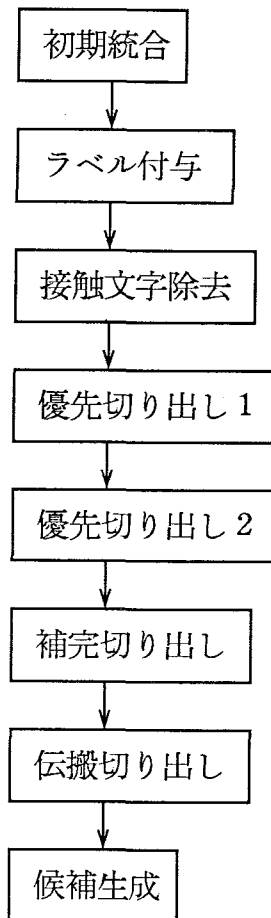 初期統合
ラベル付与
接触文字除去
優先切り出し1
優先切り出し2
補完切り出し
伝搬切り出し
候補生成